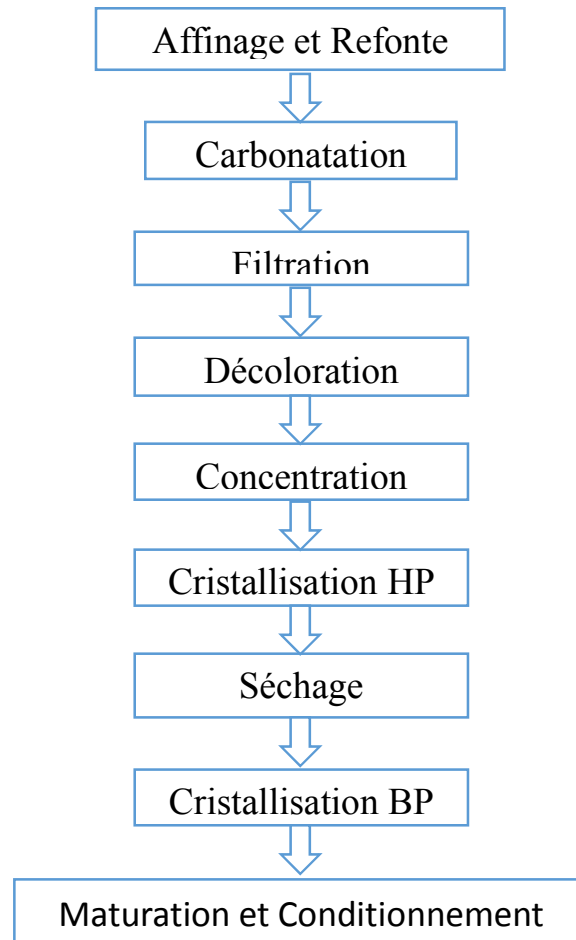 Affinage et Refonte
Carbonatation
Filtration
Décoloration
Concentration
Cristallisation HP
Séchage
Cristallisation BP
Maturation et Conditionnement